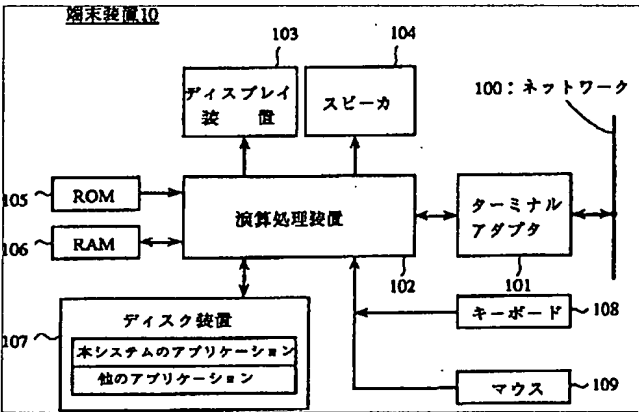 端末装置10
103
104
ディスプレイ
装 置
スピーカ
100：ネットワーク
105
ROM
106
RAM
演算処理装置
ターミナル
アダプタ
102
101
107
ディスク装置
本システムのアプリケーション
他のアプリケーション
キーボード
108
マウス
109